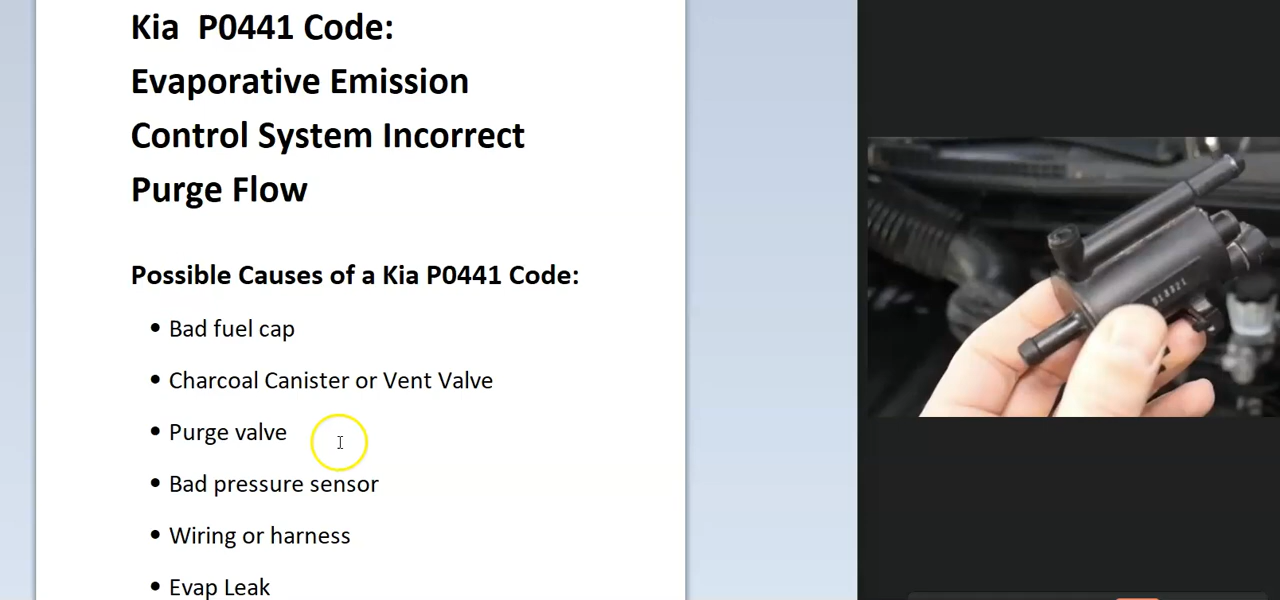 Kia P0441 Code:
Evaporative Emission
Control System Incorrect
Purge Flow
Possible Causes of a Kia P0441 Code:
• Bad fuel cap
• Charcoal Canister or Vent Valve
• Purge valve
• Bad pressure sensor
• Wiring or harness
• Evap Leak